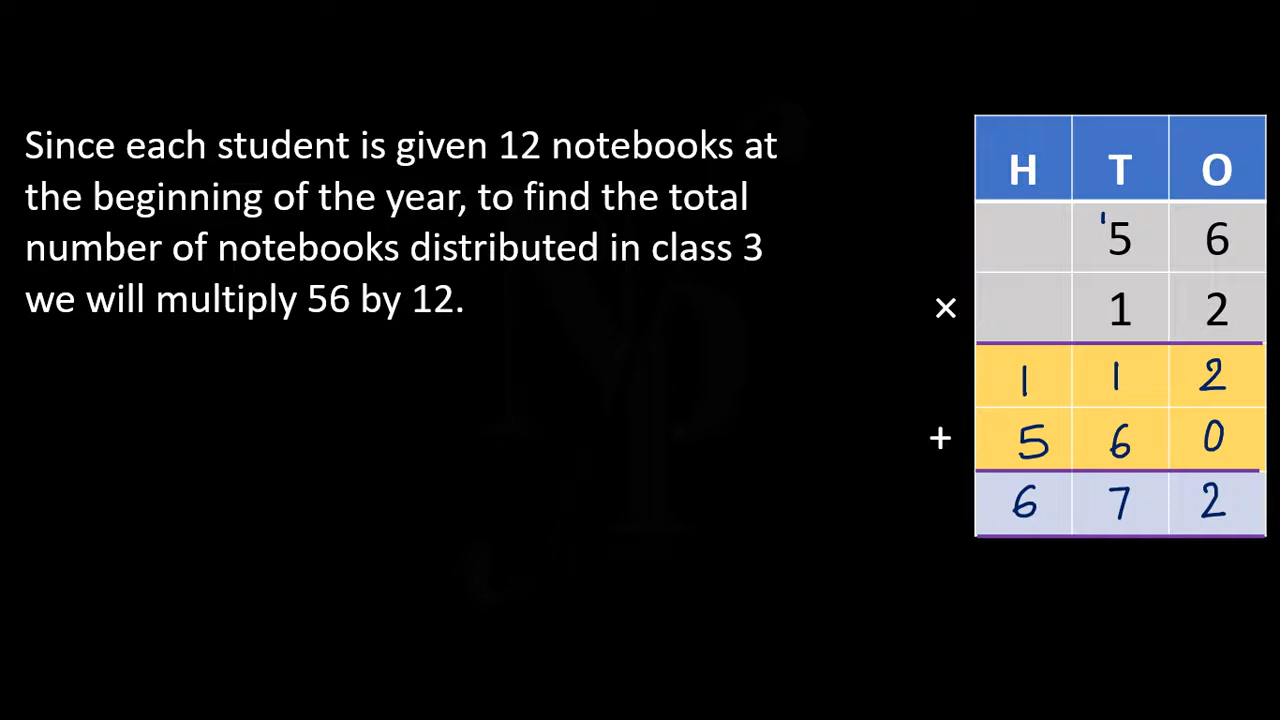 Since each student is given 12 notebooks at
the beginning of the year, to find the total
number of notebooks distributed in class 3
we will multiply 56 by 12.
H T O
1
5 6
× 1 2
1 1 2
+ 5 6 0
6 7 2